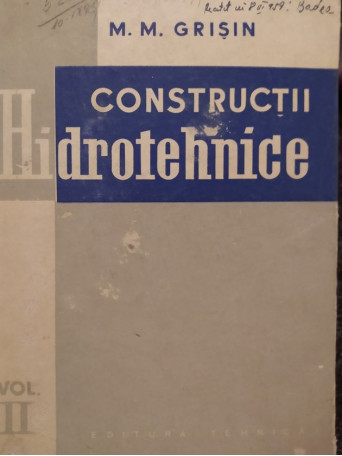 M. M. GRIȘIN
CONSTRUCȚII
Hidrotehnice
VOL.
II
EDITURA TEHNICĂ